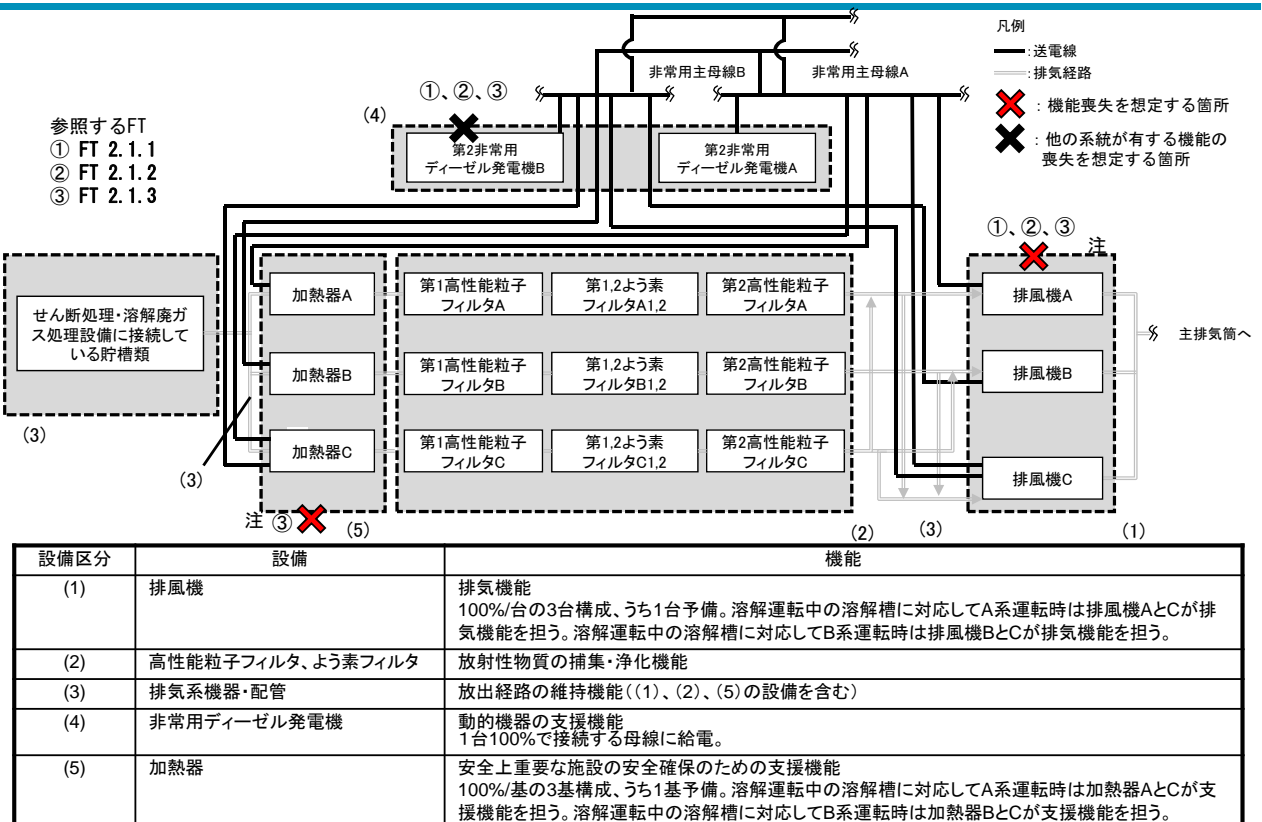 凡例
:送電線
:排気経路
: 機能喪失を想定する箇所
: 他の系統が有する機能の
喪失を想定する箇所
非常用主母線B
非常用主母線A
参照するFT
① FT 2.1.1
② FT 2.1.2
③ FT 2.1.3
①、②、③
(4)
第2非常用
ディーゼル発電機B
第2非常用
ディーゼル発電機A
①、②、③
注
せん断処理・溶解廃ガ
ス処理設備に接続して
いる貯槽類
(3)
(3)
加熱器A
加熱器B
加熱器C
注 ③
(5)
第1高性能粒子
フィルタA
第1,2よう素
フィルタA1,2
第2高性能粒子
フィルタA
第1高性能粒子
フィルタB
第1,2よう素
フィルタB1,2
第2高性能粒子
フィルタB
第1高性能粒子
フィルタC
第1,2よう素
フィルタC1,2
第2高性能粒子
フィルタC
(2)
(3)
排風機A
排風機B
排風機C
(1)
主排気筒へ
設備区分 設備 機能
(1) 排風機 排気機能
100%/台の3台構成、うち1台予備。溶解運転中の溶解槽に対応してA系運転時は排風機AとCが排
気機能を担う。溶解運転中の溶解槽に対応してB系運転時は排風機BとCが排気機能を担う。
(2) 高性能粒子フィルタ、よう素フィルタ 放射性物質の捕集・浄化機能
(3) 排気系機器・配管 放出経路の維持機能((1)、(2)、(5)の設備を含む)
(4) 非常用ディーゼル発電機 動的機器の支援機能
1台100%で接続する母線に給電。
(5) 加熱器 安全上重要な施設の安全確保のための支援機能
100%/基の3基構成、うち1基予備。溶解運転中の溶解槽に対応してA系運転時は加熱器AとCが支
援機能を担う。溶解運転中の溶解槽に対応してB系運転時は加熱器BとCが支援機能を担う。